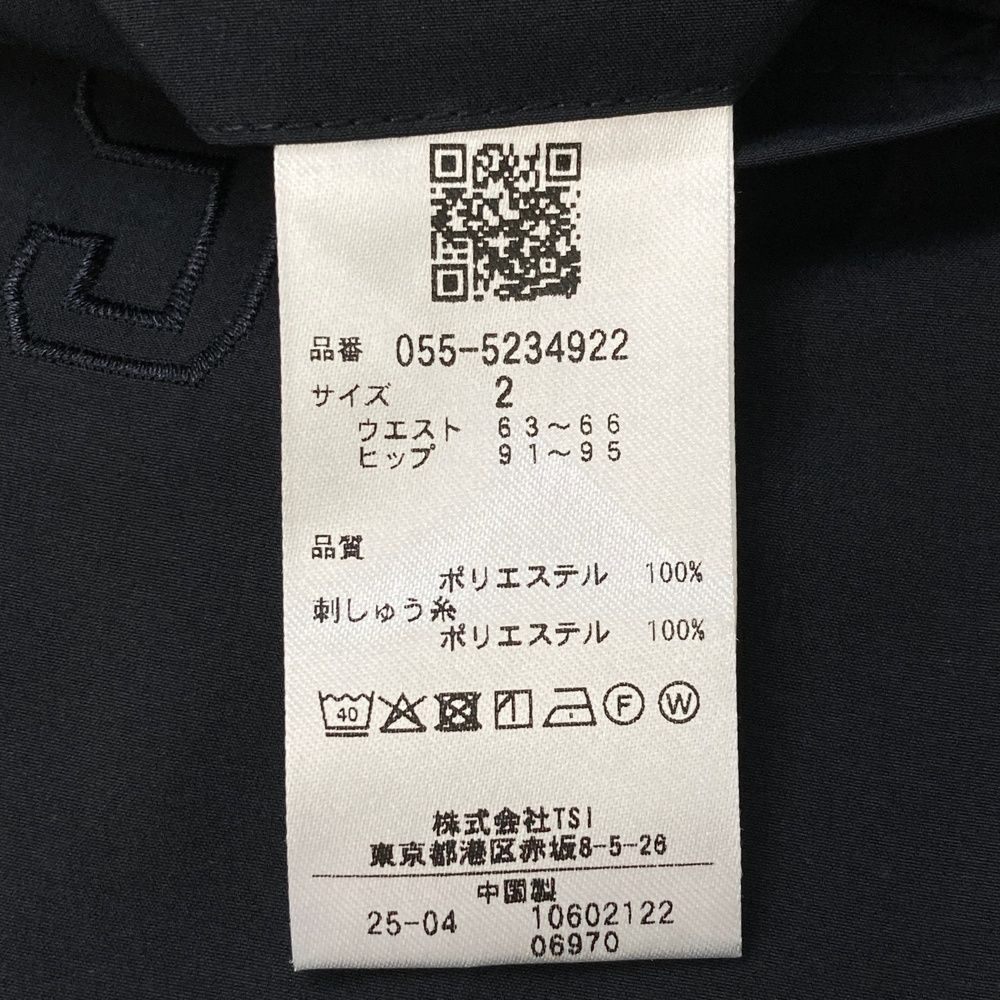 品番 055-5234922
サイズ 2
ウエスト 63～66
ヒップ 91～95
品質
ポリエステル 100%
刺しゅう糸
ポリエステル 100%
40 F W
株式会社TSI
東京都港区赤坂8-5-26
中国製
25-04 10602122
06970